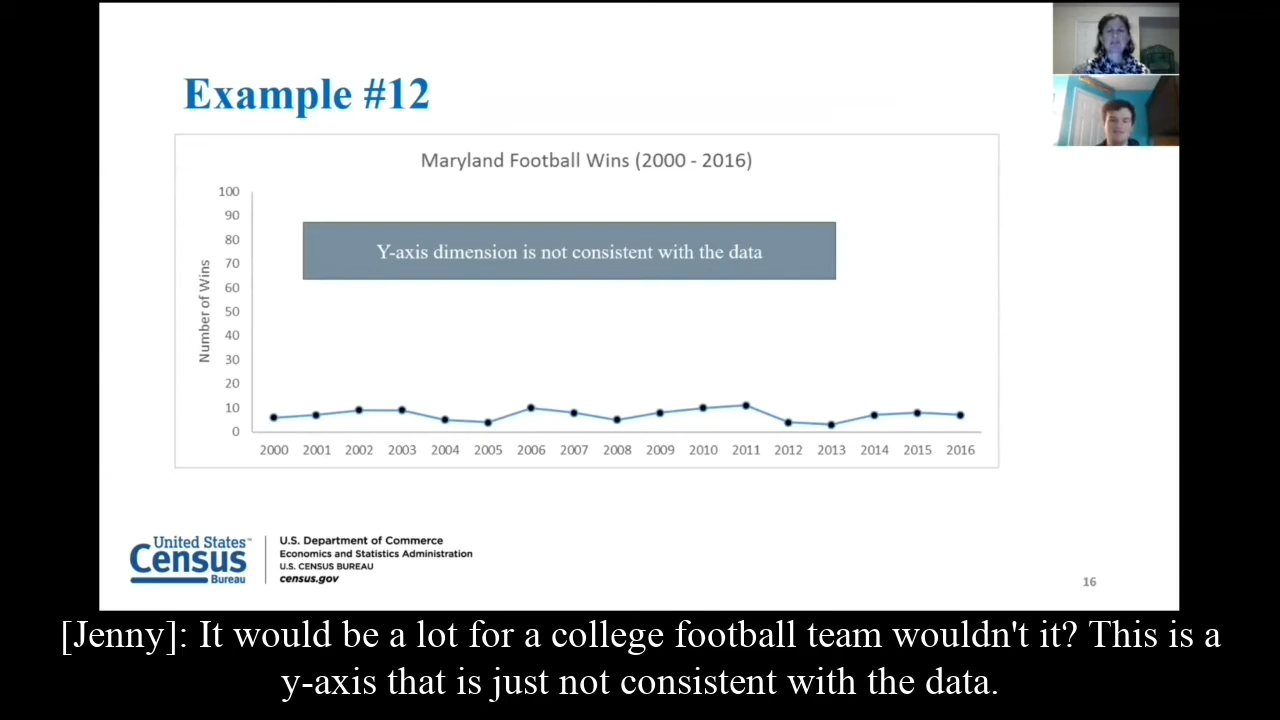 Example #12
Maryland Football Wins (2000 - 2016)
100
90
80
70
60
50
40
30
20
10
0
Number of Wins
Y-axis dimension is not consistent with the data
2000 2001 2002 2003 2004 2005 2006 2007 2008 2009 2010 2011 2012 2013 2014 2015 2016
United States™
Census
Bureau
U.S. Department of Commerce
Economics and Statistics Administration
U.S. CENSUS BUREAU
census.gov
16
[Jenny]: It would be a lot for a college football team wouldn't it? This is a
y-axis that is just not consistent with the data.